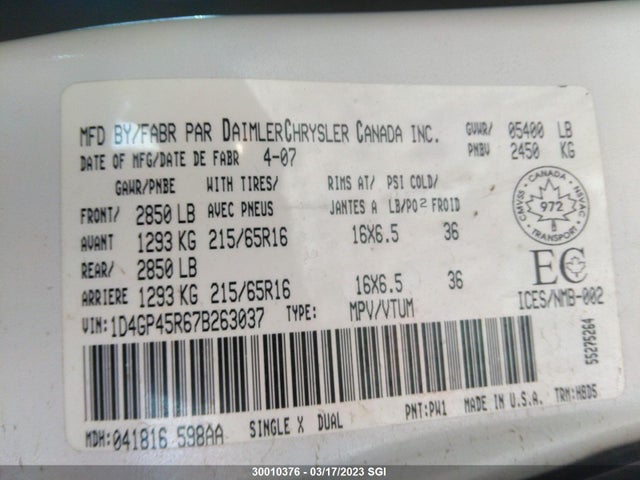 MFD BY/FABR PAR DAIMLERCHRYSLER CANADA INC. GVWR/ 05400 LB
DATE OF MFG/DATE DE FABR 4-07 PNBV 2450 KG
GAWR/PNBE WITH TIRES/ RIMS AT/ PSI COLD/
FRONT/ 2850 LB AVEC PNEUS JANTES A LB/PO2 FROID
AVANT 1293 KG 215/65R16 16X6.5 36
REAR/ 2850 LB
ARRIERE 1293 KG 215/65R16 16X6.5 36
CANADA
CMVSS 972 NSVAC
TRANSPORT
EC
ICES/NMB-002
VIN: 1D4GP45R67B263037 TYPE: MPV/VTUM
55275264
MDH: 041816 598AA SINGLE X DUAL PNT: PW1 MADE IN U.S.A. TRM: H8D5
30010376 — 03/17/2023 SGI